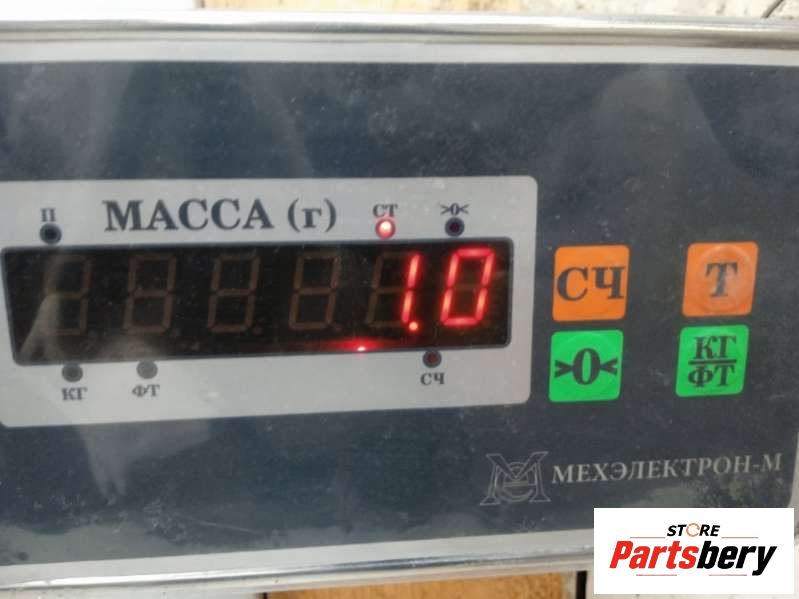 П МАССА (г) СТ >0<
1.0
КГ ФТ СЧ
СЧ Т
>0< КГ/ФТ
МЕХЭЛЕКТРОН-М
STORE
Partsbery